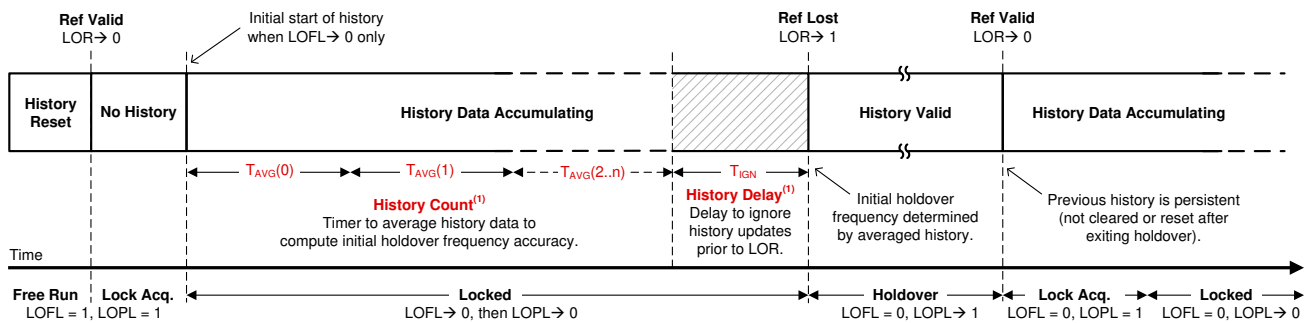 Ref Valid
LOR→ 0
Initial start of history
when LOFL→ 0 only
Ref Lost
LOR→ 1
Ref Valid
LOR→ 0
History
Reset
No History
History Data Accumulating
History Valid
History Data Accumulating
TAVG(0)
TAVG(1)
TAVG(2..n)
TIGN
History Count(1)
Timer to average history data to
compute initial holdover frequency accuracy.
History Delay(1)
Delay to ignore
history updates
prior to LOR.
Initial holdover
frequency determined
by averaged history.
Previous history is persistent
(not cleared or reset after
exiting holdover).
Time
Free Run
Lock Acq.
LOFL = 1, LOPL = 1
Locked
LOFL→ 0, then LOPL→ 0
Holdover
LOFL = 0, LOPL→ 1
Lock Acq.
LOFL = 0, LOPL = 1
Locked
LOFL = 0, LOPL→ 0